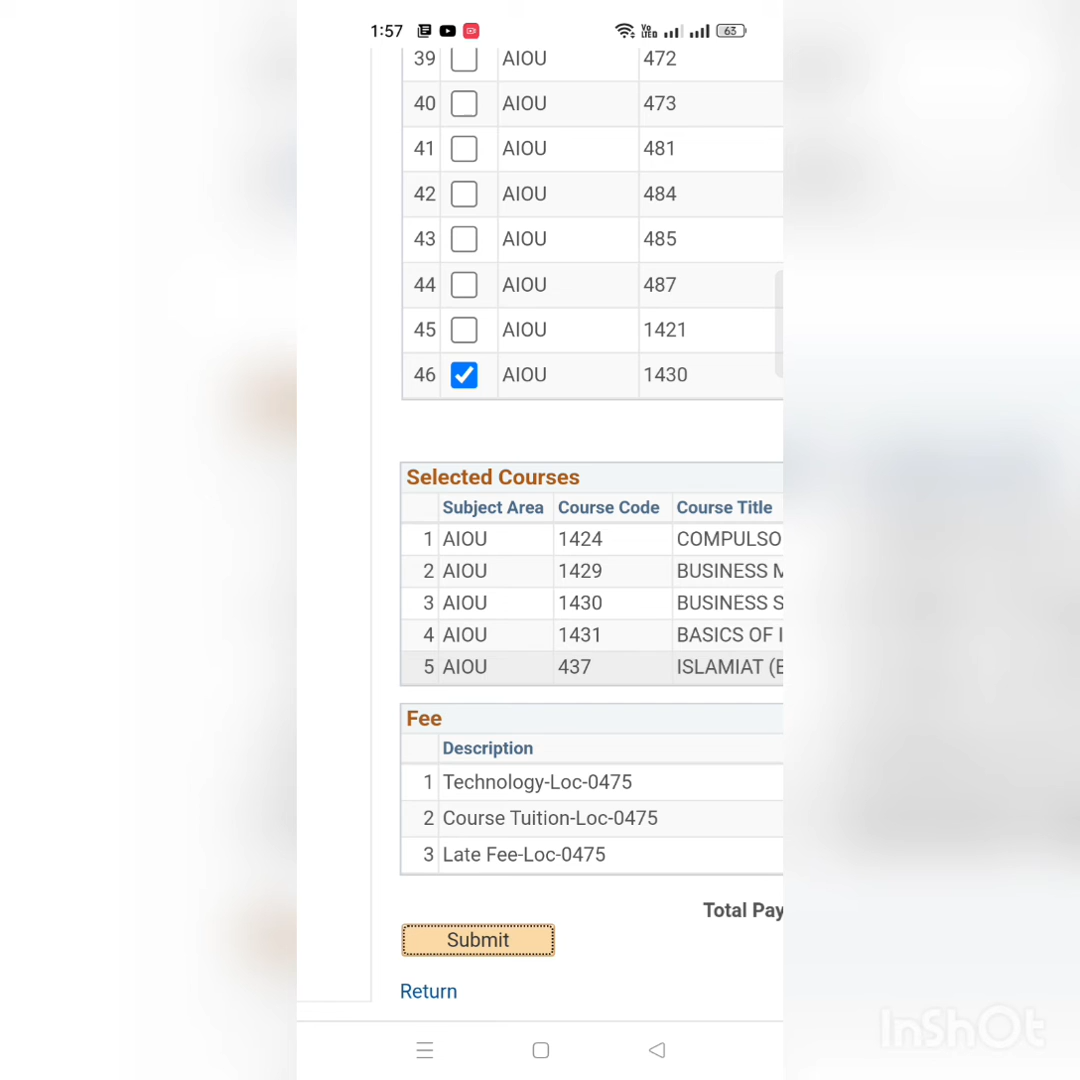 1:57 Vo LTED 63
39 AIOU 472
40 AIOU 473
41 AIOU 481
42 AIOU 484
43 AIOU 485
44 AIOU 487
45 AIOU 1421
46 AIOU 1430
Selected Courses
Subject Area Course Code Course Title
1 AIOU 1424 COMPULSO
2 AIOU 1429 BUSINESS M
3 AIOU 1430 BUSINESS S
4 AIOU 1431 BASICS OF I
5 AIOU 437 ISLAMIAT (E
Fee
Description
1 Technology-Loc-0475
2 Course Tuition-Loc-0475
3 Late Fee-Loc-0475
Total Pay
Submit
Return
InShOt